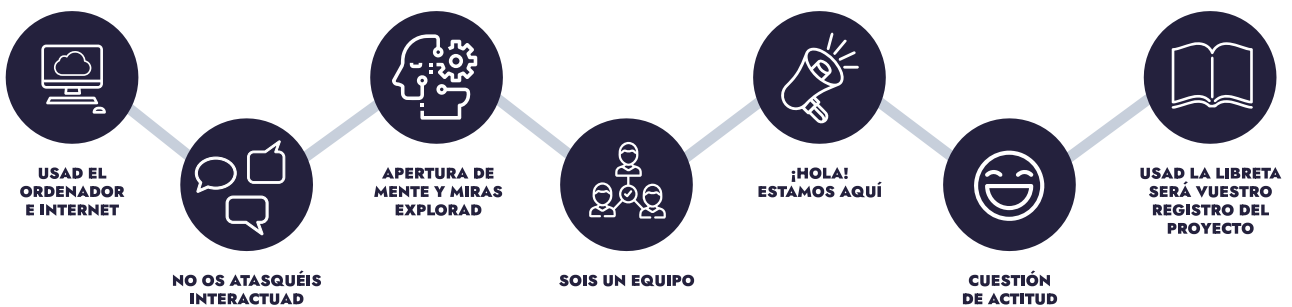 USAD EL
ORDENADOR
E INTERNET
NO OS ATASQUÉIS
INTERACTUAD
APERTURA DE
MENTE Y MIRAS
EXPLORAD
SOIS UN EQUIPO
¡HOLA!
ESTAMOS AQUÍ
CUESTIÓN
DE ACTITUD
USAD LA LIBRETA
SERÁ VUESTRO
REGISTRO DEL
PROYECTO